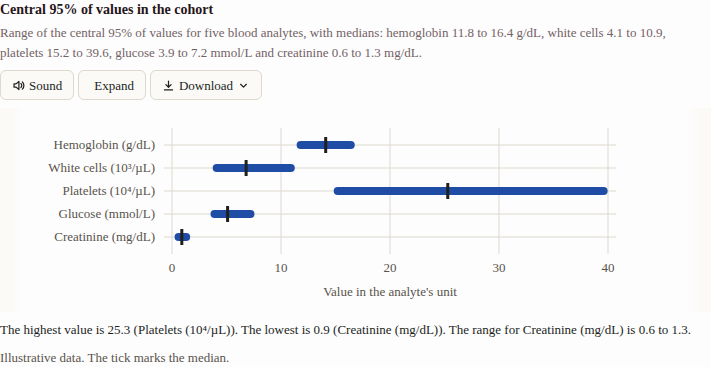 Central 95% of values in the cohort
Range of the central 95% of values for five blood analytes, with medians: hemoglobin 11.8 to 16.4 g/dL, white cells 4.1 to 10.9,
platelets 15.2 to 39.6, glucose 3.9 to 7.2 mmol/L and creatinine 0.6 to 1.3 mg/dL.
Sound Expand Download
Hemoglobin (g/dL)
White cells (10³/µL)
Platelets (10⁴/µL)
Glucose (mmol/L)
Creatinine (mg/dL)
0 10 20 30 40
Value in the analyte's unit
The highest value is 25.3 (Platelets (10⁴/µL)). The lowest is 0.9 (Creatinine (mg/dL)). The range for Creatinine (mg/dL) is 0.6 to 1.3.
Illustrative data. The tick marks the median.